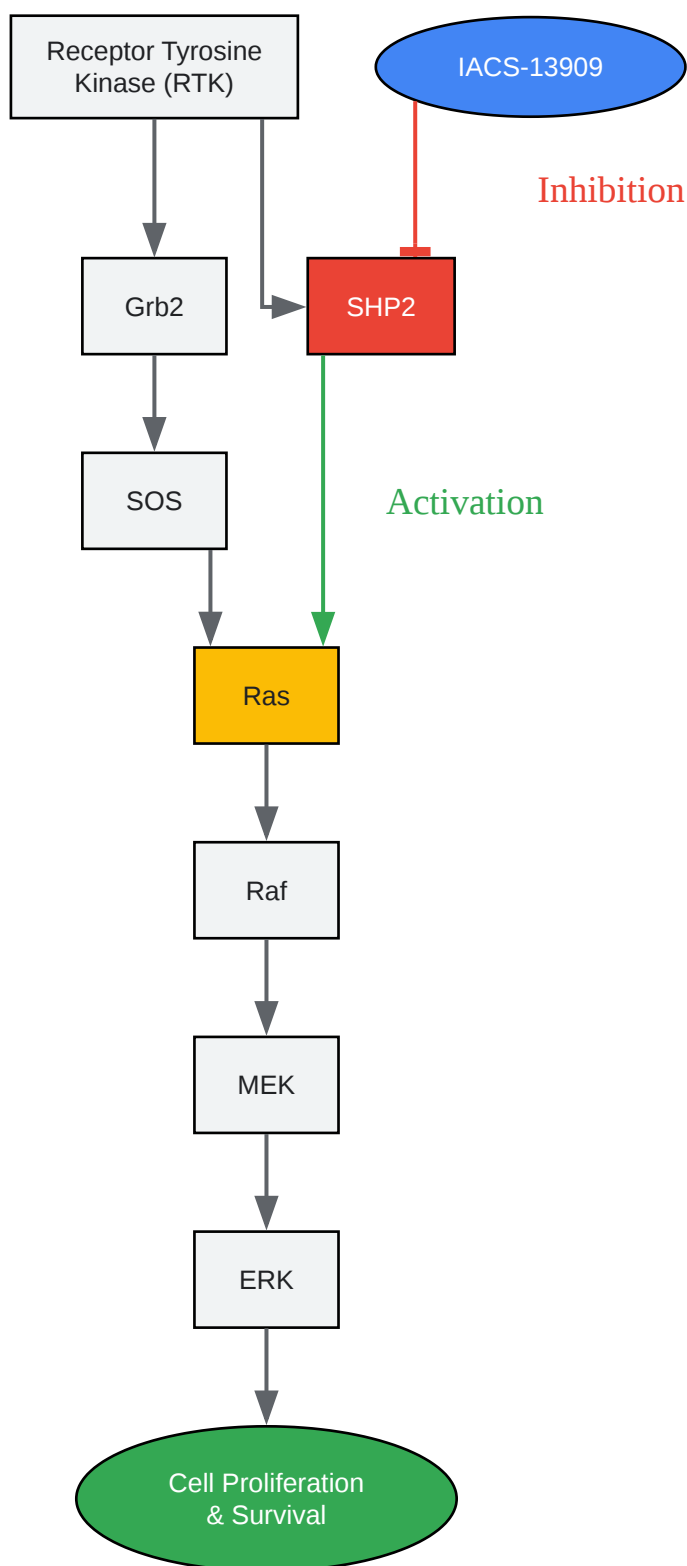 Receptor Tyrosine
Kinase (RTK)
IACS-13909
Inhibition
Grb2
SHP2
SOS
Activation
Ras
Raf
MEK
ERK
Cell Proliferation
& Survival